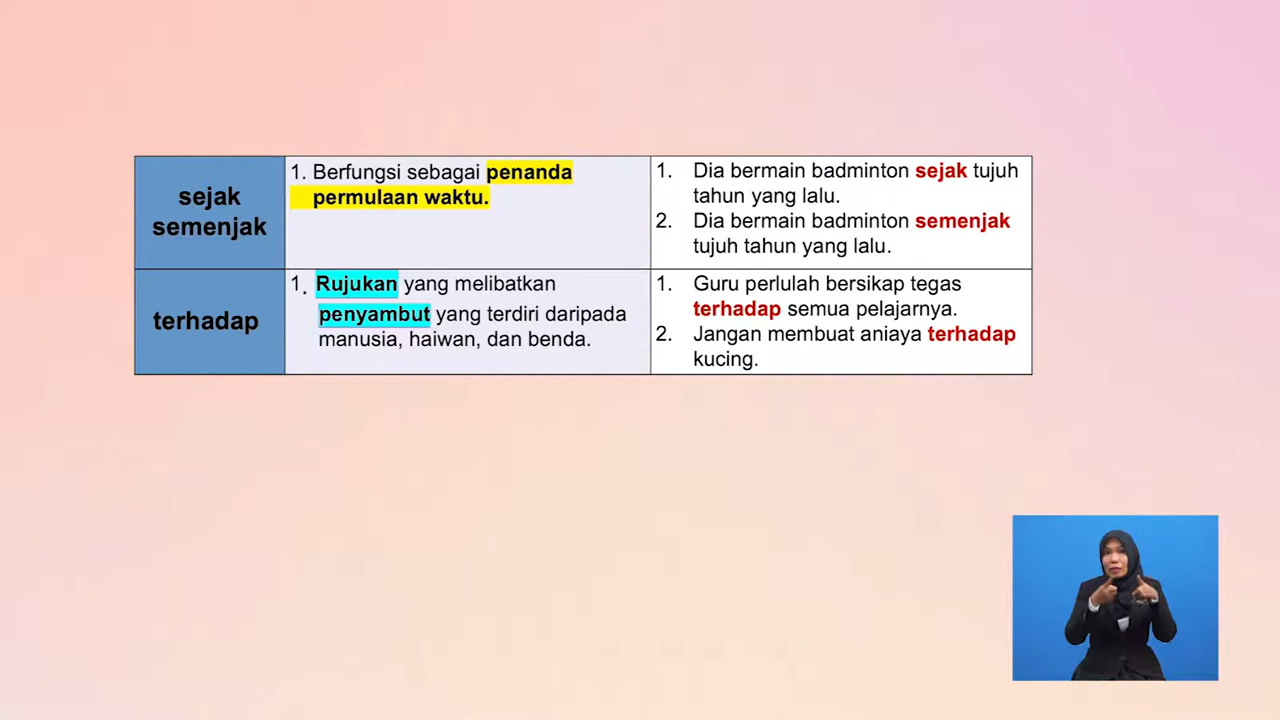 sejak
semenjak
1. Berfungsi sebagai penanda
permulaan waktu.
1. Dia bermain badminton sejak tujuh
tahun yang lalu.
2. Dia bermain badminton semenjak
tujuh tahun yang lalu.
terhadap
1. Rujukan yang melibatkan
penyambut yang terdiri daripada
manusia, haiwan, dan benda.
1. Guru perlulah bersikap tegas
terhadap semua pelajarnya.
2. Jangan membuat aniaya terhadap
kucing.